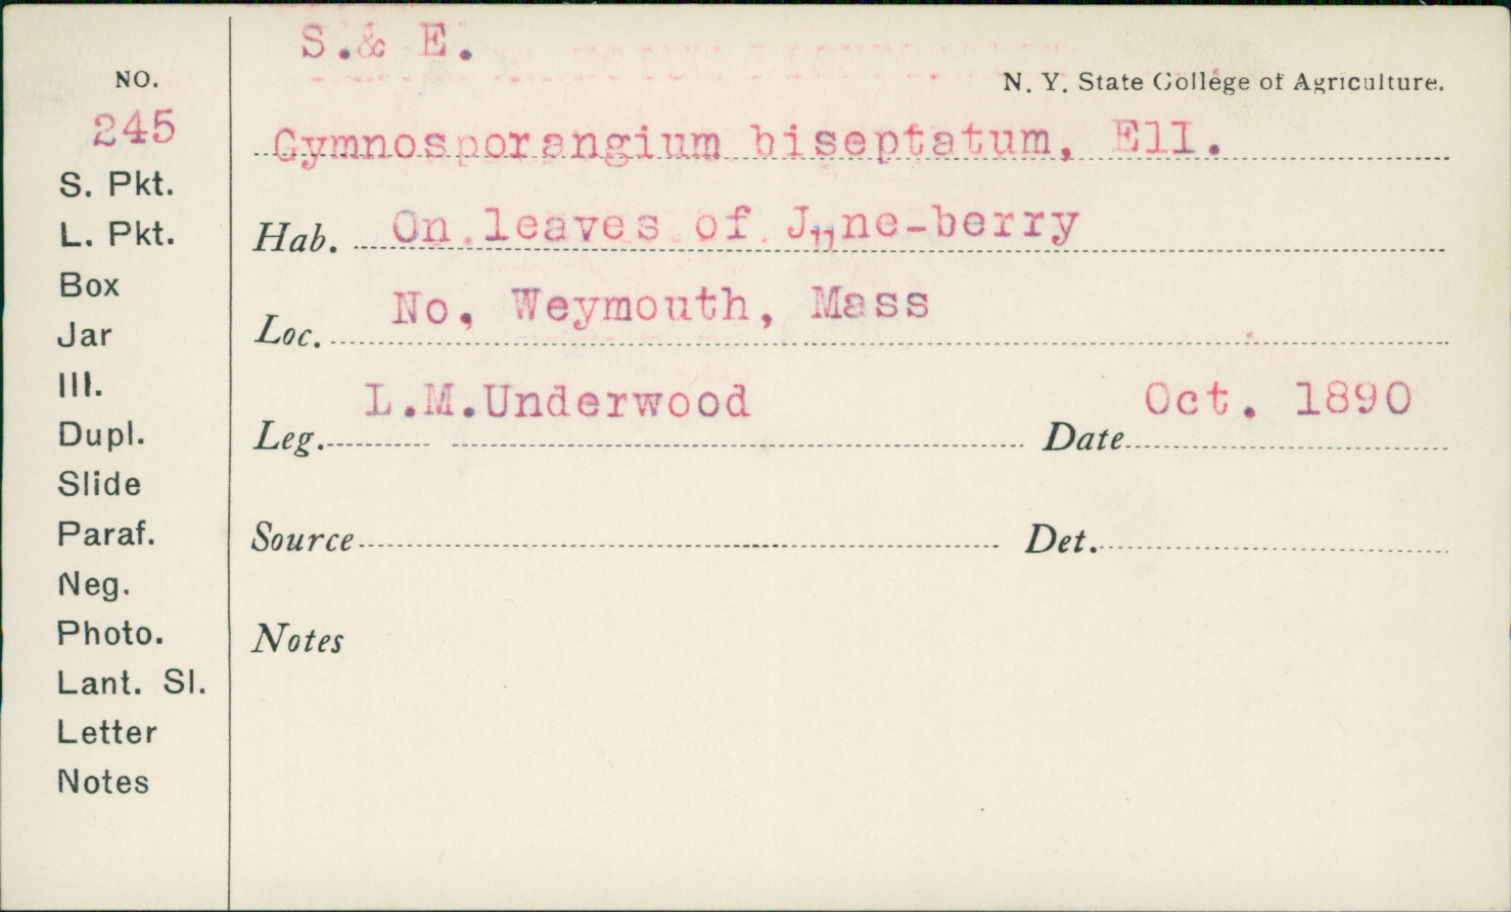 S.& E.
NO.
N. Y. State College of Agriculture.
245
Gymnosporangium biseptatum, Ell.
S. Pkt.
L. Pkt.
Hab. On leaves of June-berry
Box
No, Weymouth, Mass
Jar
Loc.
Ill.
L.M.Underwood Oct. 1890
Dupl.
Leg. Date
Slide
Paraf.
Source Det.
Neg.
Photo.
Notes
Lant. Sl.
Letter
Notes